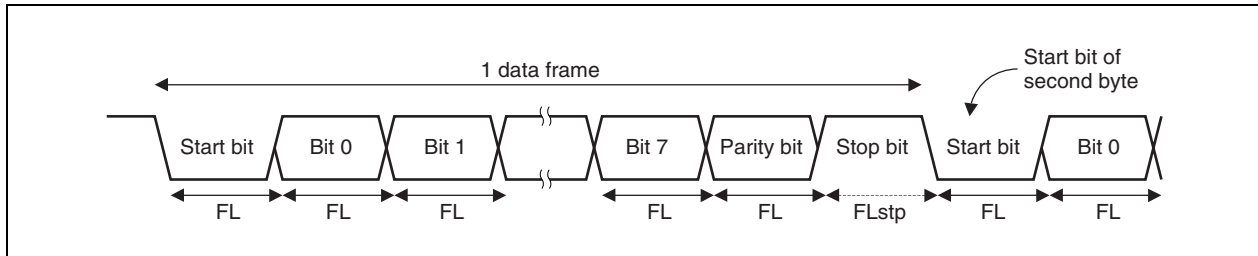 Start bit of
second byte
1 data frame
Start bit Bit 0 Bit 1 Bit 7 Parity bit Stop bit Start bit Bit 0
FL FL FL FL FL FLstp FL FL